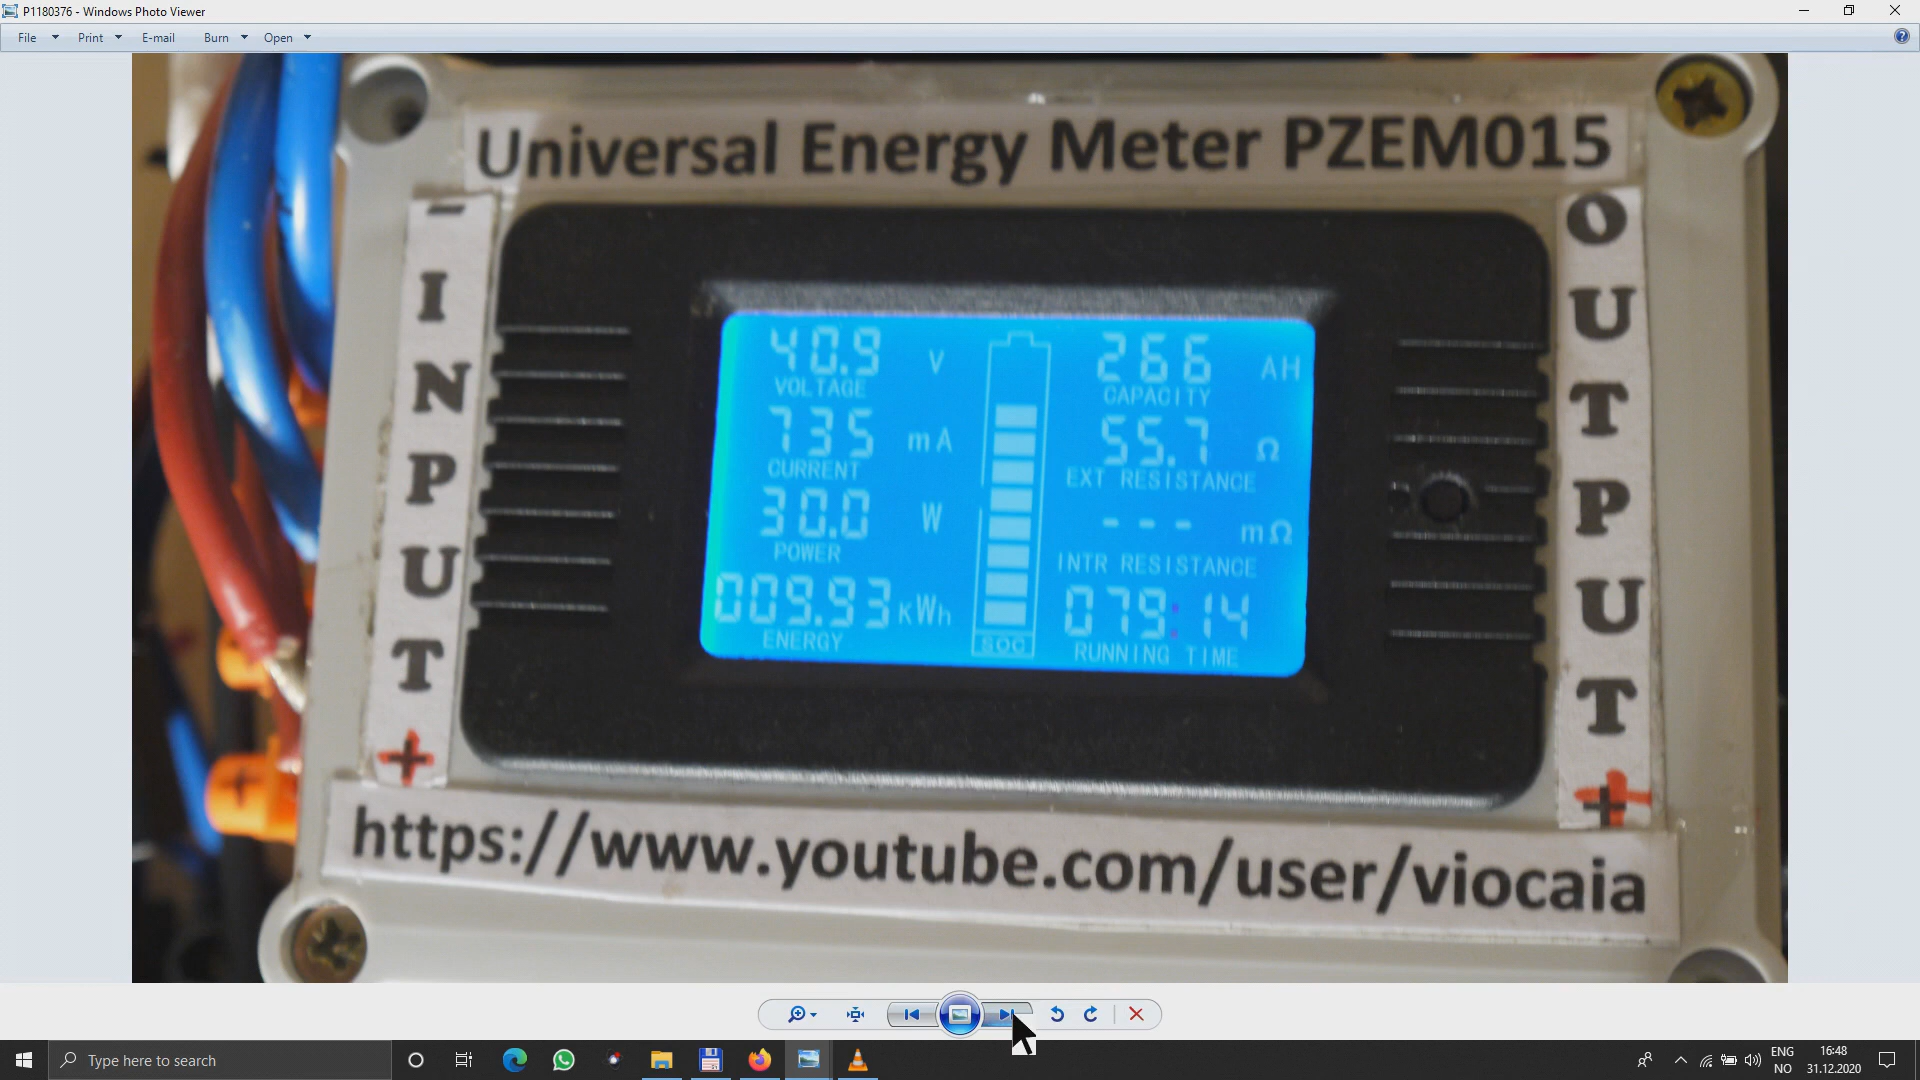 P1180376 - Windows Photo Viewer
File Print E-mail Burn Open
Universal Energy Meter PZEM015
- INPUT +
40.9 V
VOLTAGE
735 mA
CURRENT
30.0 W
POWER
009.93 kWh
ENERGY
SOC
266 AH
CAPACITY
55.7 Ω
EXT RESISTANCE
--- mΩ
INTR RESISTANCE
079:14
RUNNING TIME
OUTPUT +
https://www.youtube.com/user/viocaia
Type here to search
ENG
NO
16:48
31.12.2020